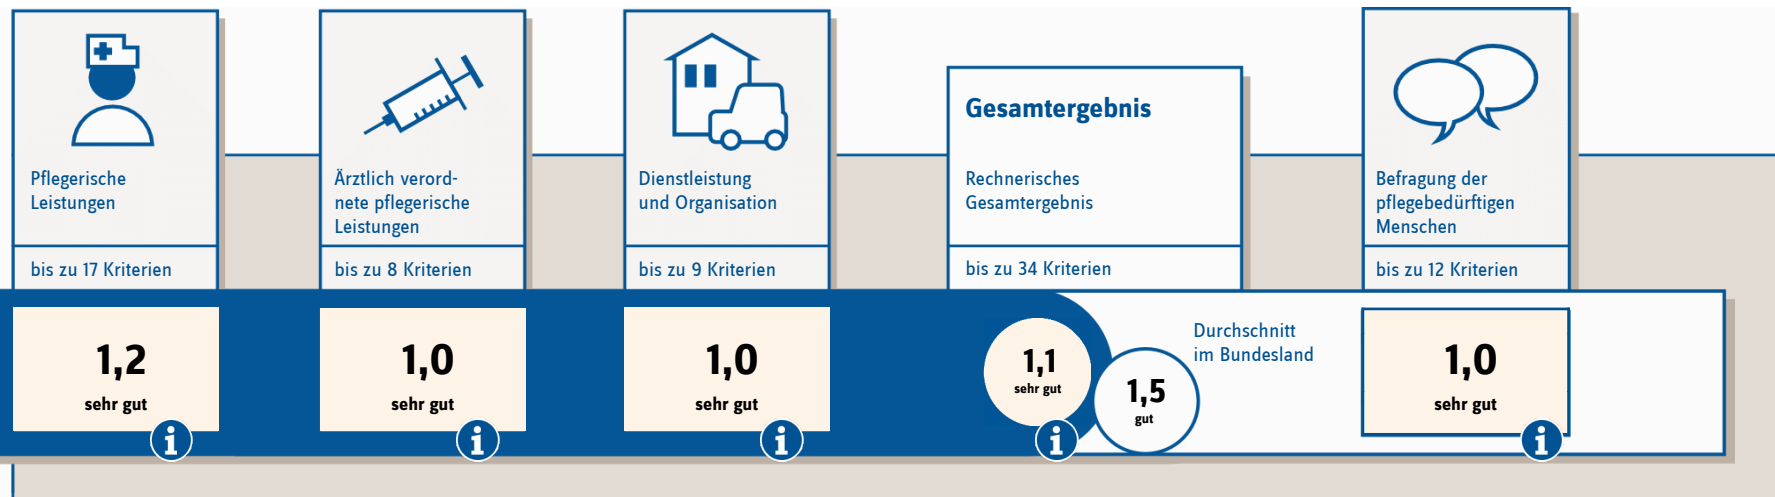 Pflegerische
Leistungen
bis zu 17 Kriterien
1,2
sehr gut
i
Ärztlich verord-
nete pflegerische
Leistungen
bis zu 8 Kriterien
1,0
sehr gut
i
Dienstleistung
und Organisation
bis zu 9 Kriterien
1,0
sehr gut
i
Gesamtergebnis
Rechnerisches
Gesamtergebnis
bis zu 34 Kriterien
1,1
sehr gut
i
1,5
gut
Durchschnitt
im Bundesland
Befragung der
pflegebedürftigen
Menschen
bis zu 12 Kriterien
1,0
sehr gut
i